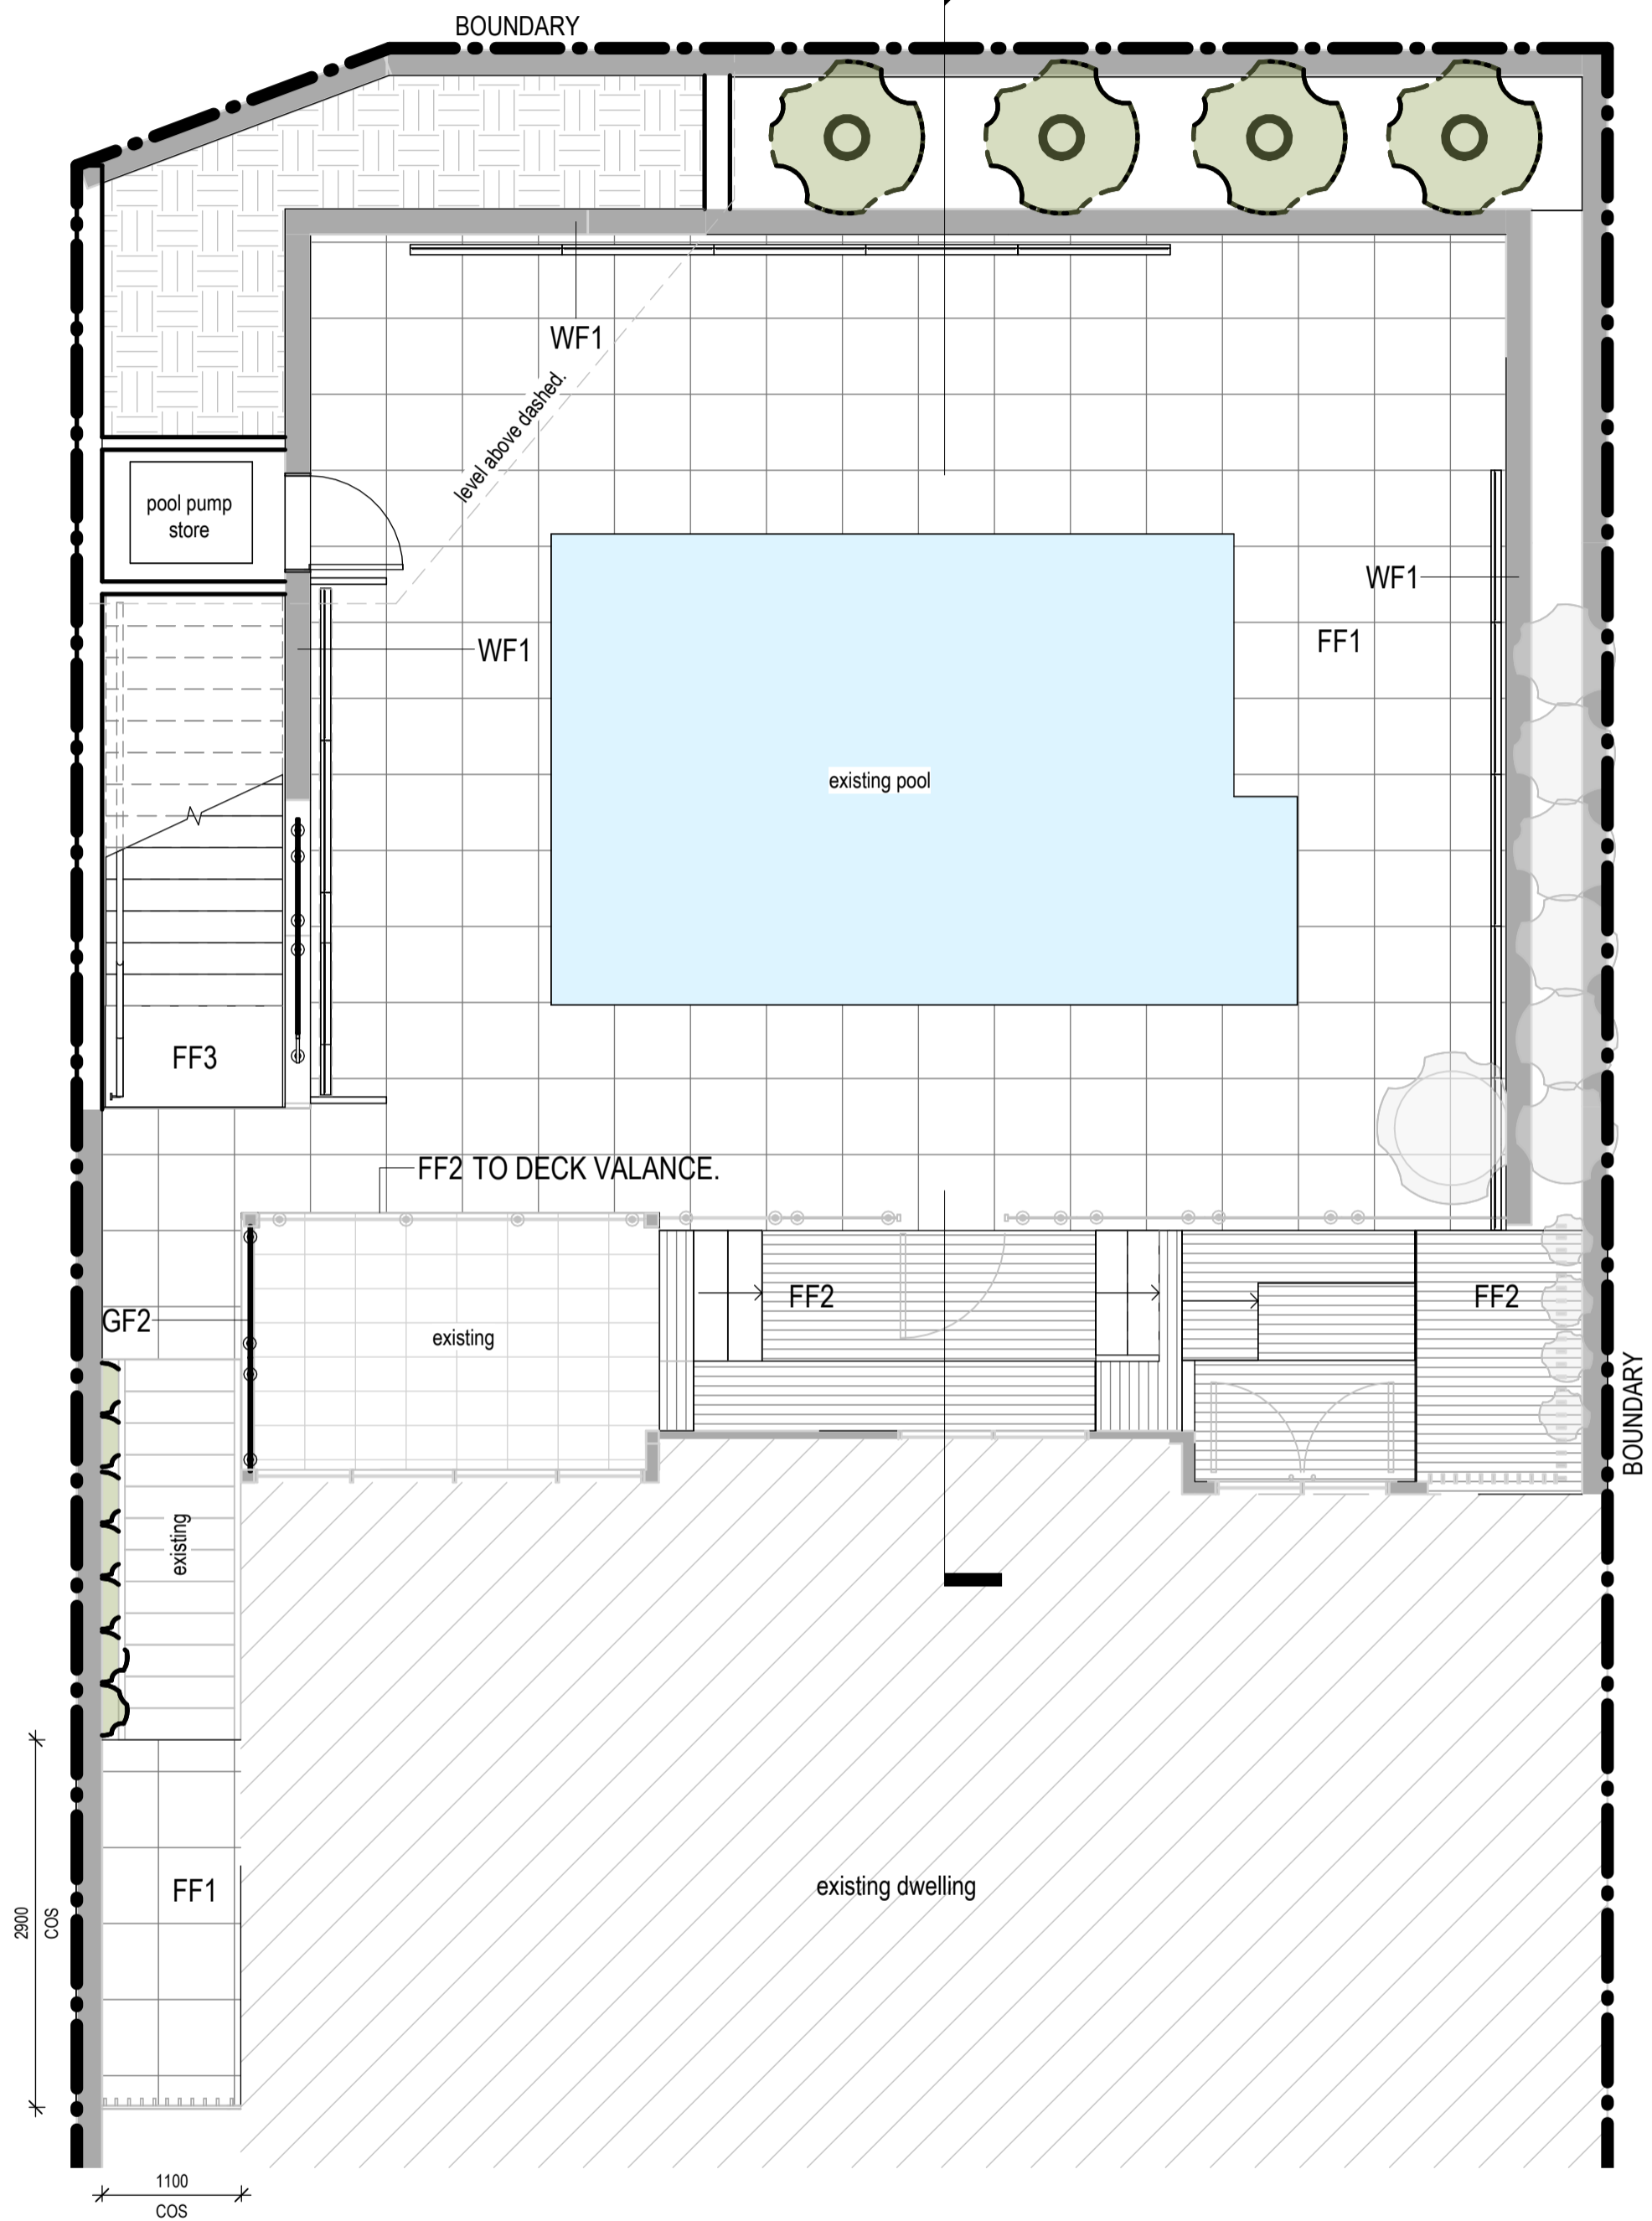 BOUNDARY
WF1
level above dashed.
pool pump
store
WF1
FF1
WF1
existing pool
FF3
FF2 TO DECK VALANCE.
GF2
existing
FF2
FF2
BOUNDARY
existing
existing dwelling
FF1
2900
COS
1100
COS